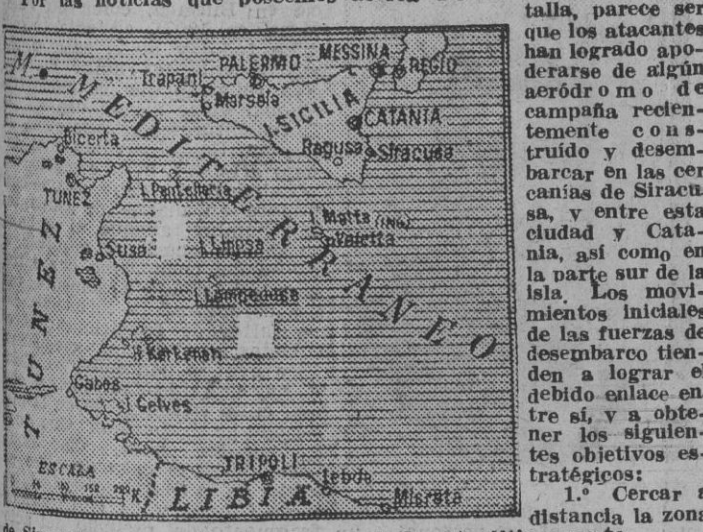 Por las noticias que poseemos
talla, parece ser
que los atacantes
han logrado apo-
derarse de algún
aeródromo de
campaña recien-
temente cons-
truído y desem-
barcar en las cer
canías de Siracu
sa, y entre esta
ciudad y Cata-
nia, así como en
la parte sur de la
isla. Los movi-
mientos iniciales
de las fuerzas de
desembarco tien-
den a lograr el
debido enlace en
tre sí, y a obte-
ner los siguien-
tes objetivos es-
tratégicos:
1.º Cercar a
distancia la zona
M. MEDITERRANEO
Trapani
PALERMO
MESSINA
REGIO
Marsala
I. SICILIA
CATANIA
Ragusa
Siracusa
Bicerta
TUNEZ
I. Pantellaria
I. Malta (ING)
Valetta
Susa
I. Linosa
I. Lampedusa
TUNEZ
I. Kerkenah
Gabes
I. Gelves
ESCALA
TRIPOLI
Lebda
LIBIA
Misrata